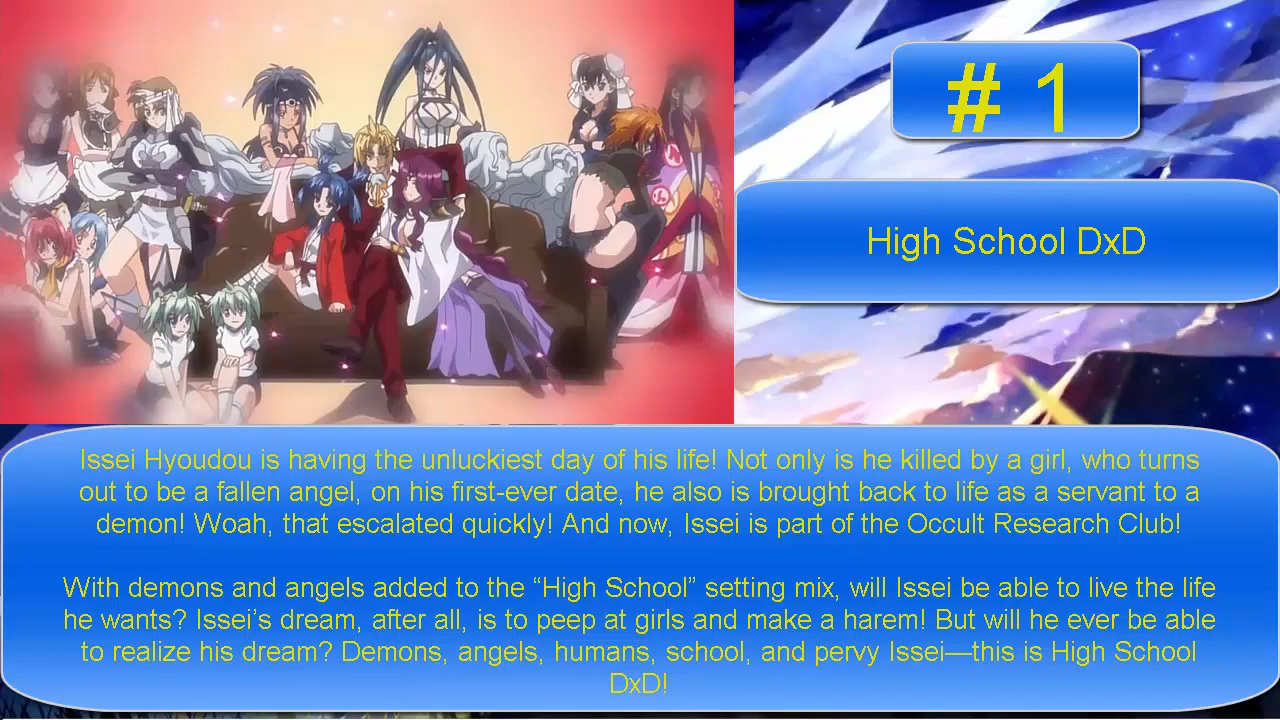 # 1
High School DxD
Issei Hyoudou is having the unluckiest day of his life! Not only is he killed by a girl, who turns
out to be a fallen angel, on his first-ever date, he also is brought back to life as a servant to a
demon! Woah, that escalated quickly! And now, Issei is part of the Occult Research Club!
With demons and angels added to the “High School” setting mix, will Issei be able to live the life
he wants? Issei’s dream, after all, is to peep at girls and make a harem! But will he ever be able
to realize his dream? Demons, angels, humans, school, and pervy Issei—this is High School
DxD!